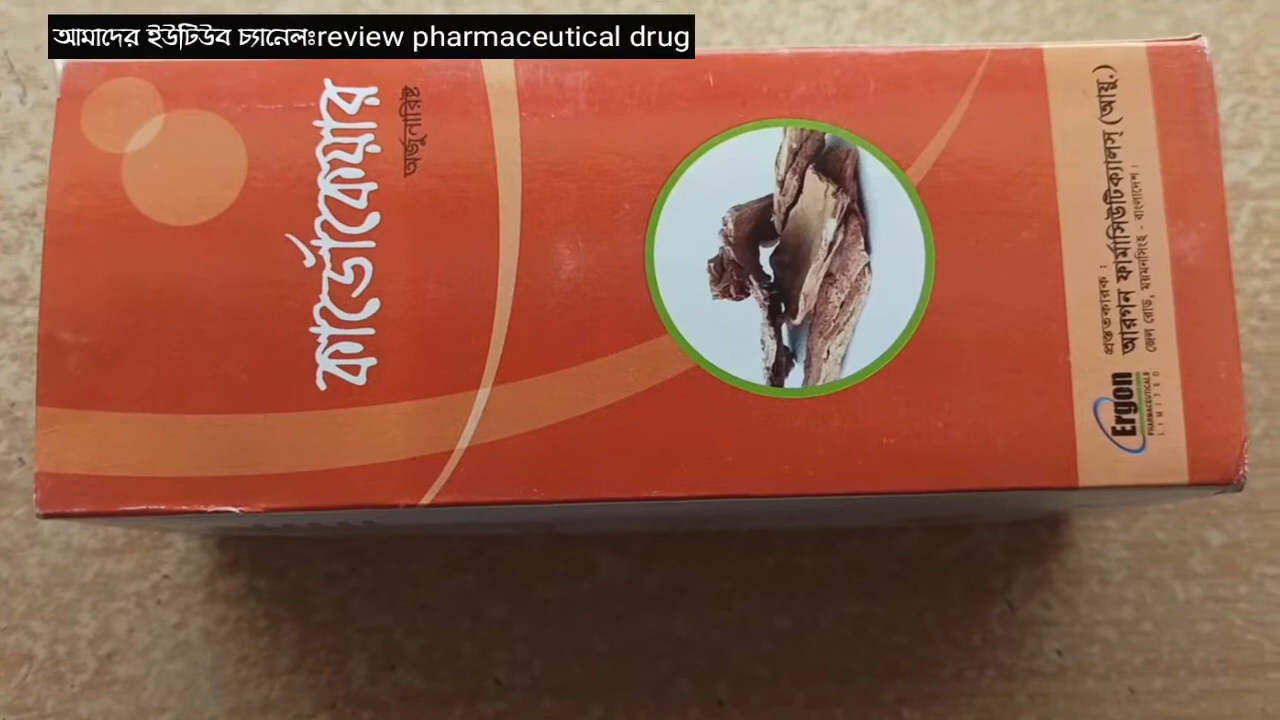 আমাদের ইউটিউব চ্যানেলঃreview pharmaceutical drug
কার্ডোকেয়ার
অর্জুনারিষ্ট
প্রস্তুতকারক :
আরগন ফার্মাসিউটিক্যালস্ (আয়ু.)
জেল রোড, ময়মনসিংহ - বাংলাদেশ।
Ergon
PHARMACEUTICALS
LIMITED